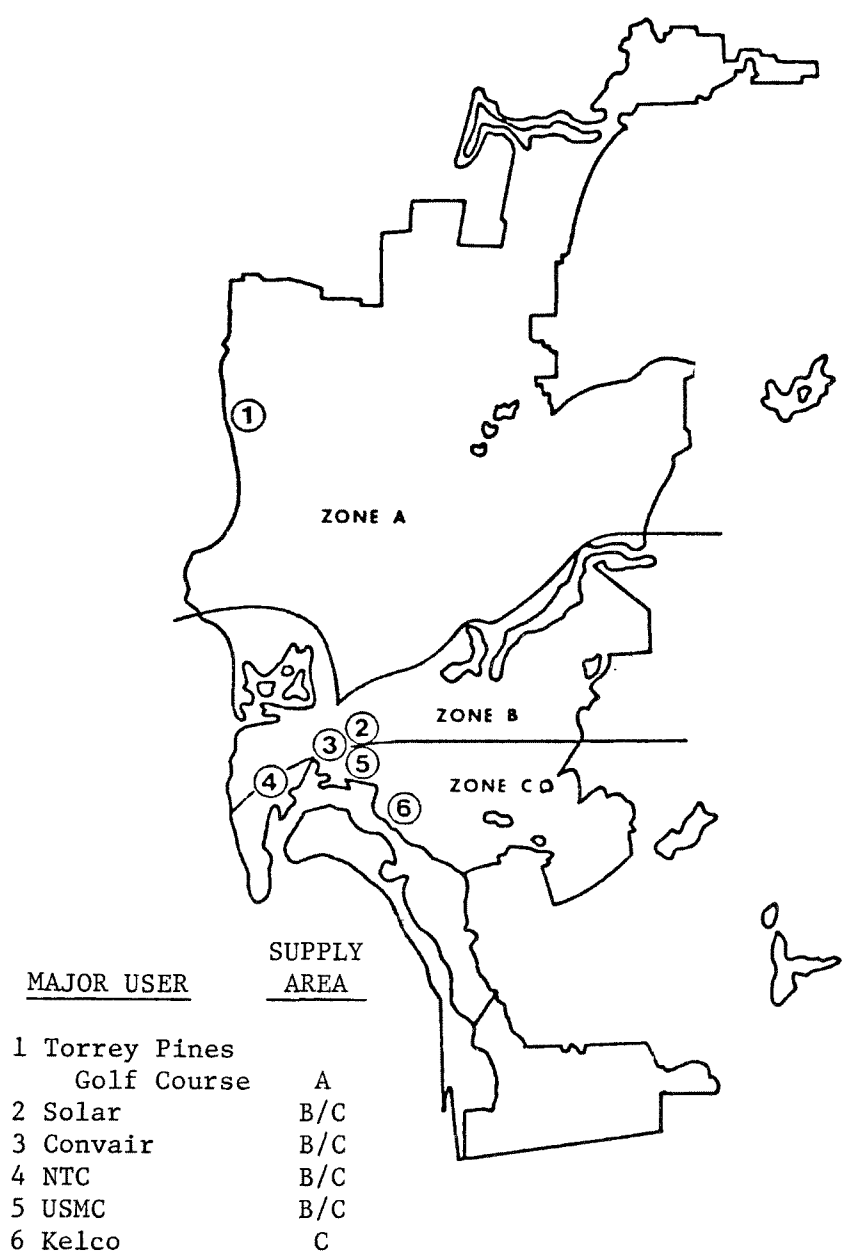 1
ZONE A
ZONE B
2
3
5
4
ZONE C
6
MAJOR USER
SUPPLY
AREA
1 Torrey Pines
Golf Course A
2 Solar B/C
3 Convair B/C
4 NTC B/C
5 USMC B/C
6 Kelco C